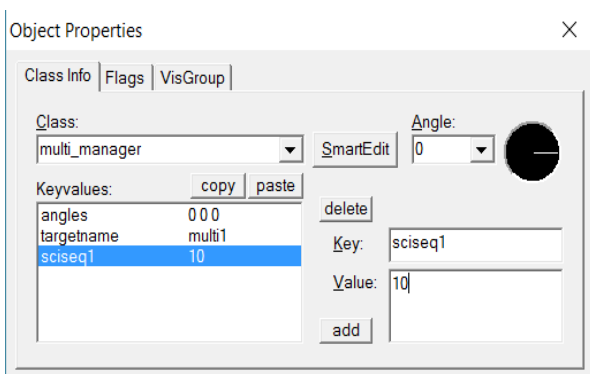 Object Properties
Class Info Flags VisGroup
Class: Angle:
multi_manager SmartEdit 0
Keyvalues: copy paste
angles 0 0 0
targetname multi1
sciseq1 10
delete
Key: sciseq1
Value: 10
add